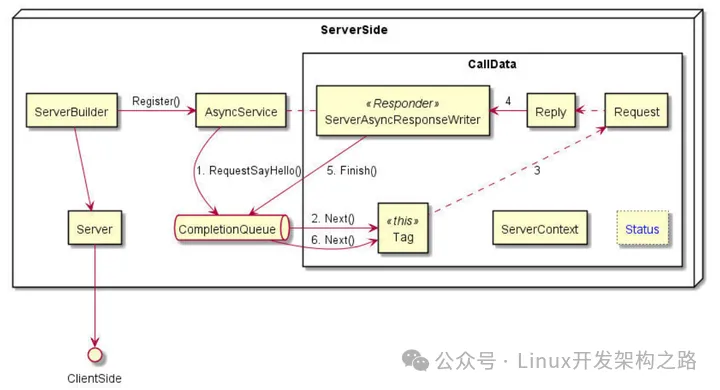 ServerSide
CallData
ServerBuilder
Register()
AsyncService
«Responder»
ServerAsyncResponseWriter
4
Reply
Request
1. RequestSayHello()
5. Finish()
3
Server
CompletionQueue
2. Next()
6. Next()
«this»
Tag
ServerContext
Status
ClientSide
公众号 · Linux开发架构之路